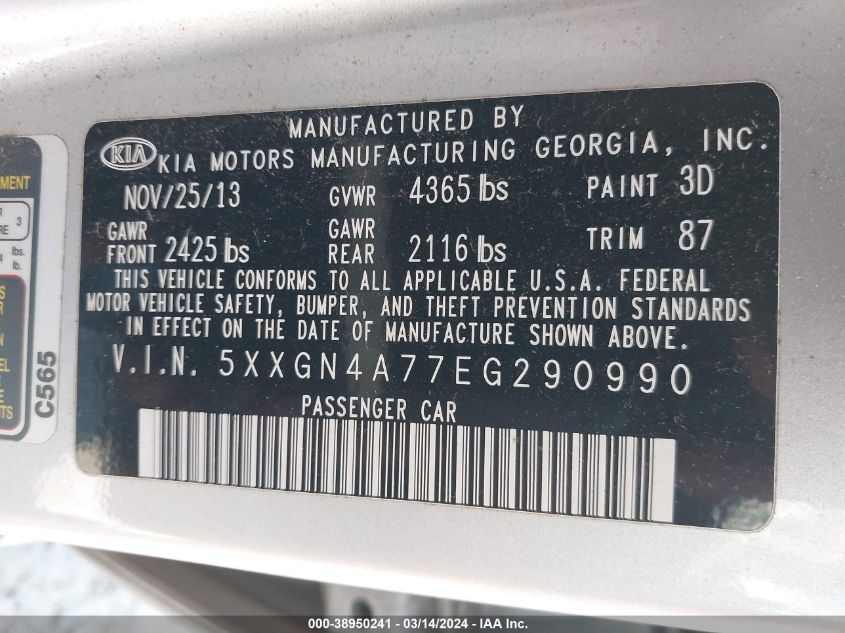 MANUFACTURED BY
KIA KIA MOTORS MANUFACTURING GEORGIA, INC.
NOV/25/13 GVWR 4365 lbs PAINT 3D
GAWR FRONT 2425 lbs GAWR REAR 2116 lbs TRIM 87
THIS VEHICLE CONFORMS TO ALL APPLICABLE U.S.A. FEDERAL
MOTOR VEHICLE SAFETY, BUMPER, AND THEFT PREVENTION STANDARDS
IN EFFECT ON THE DATE OF MANUFACTURE SHOWN ABOVE.
V.I.N. 5XXGN4A77EG290990
PASSENGER CAR
3
lbs.
lb.
C565
000-38950241 - 03/14/2024 - IAA